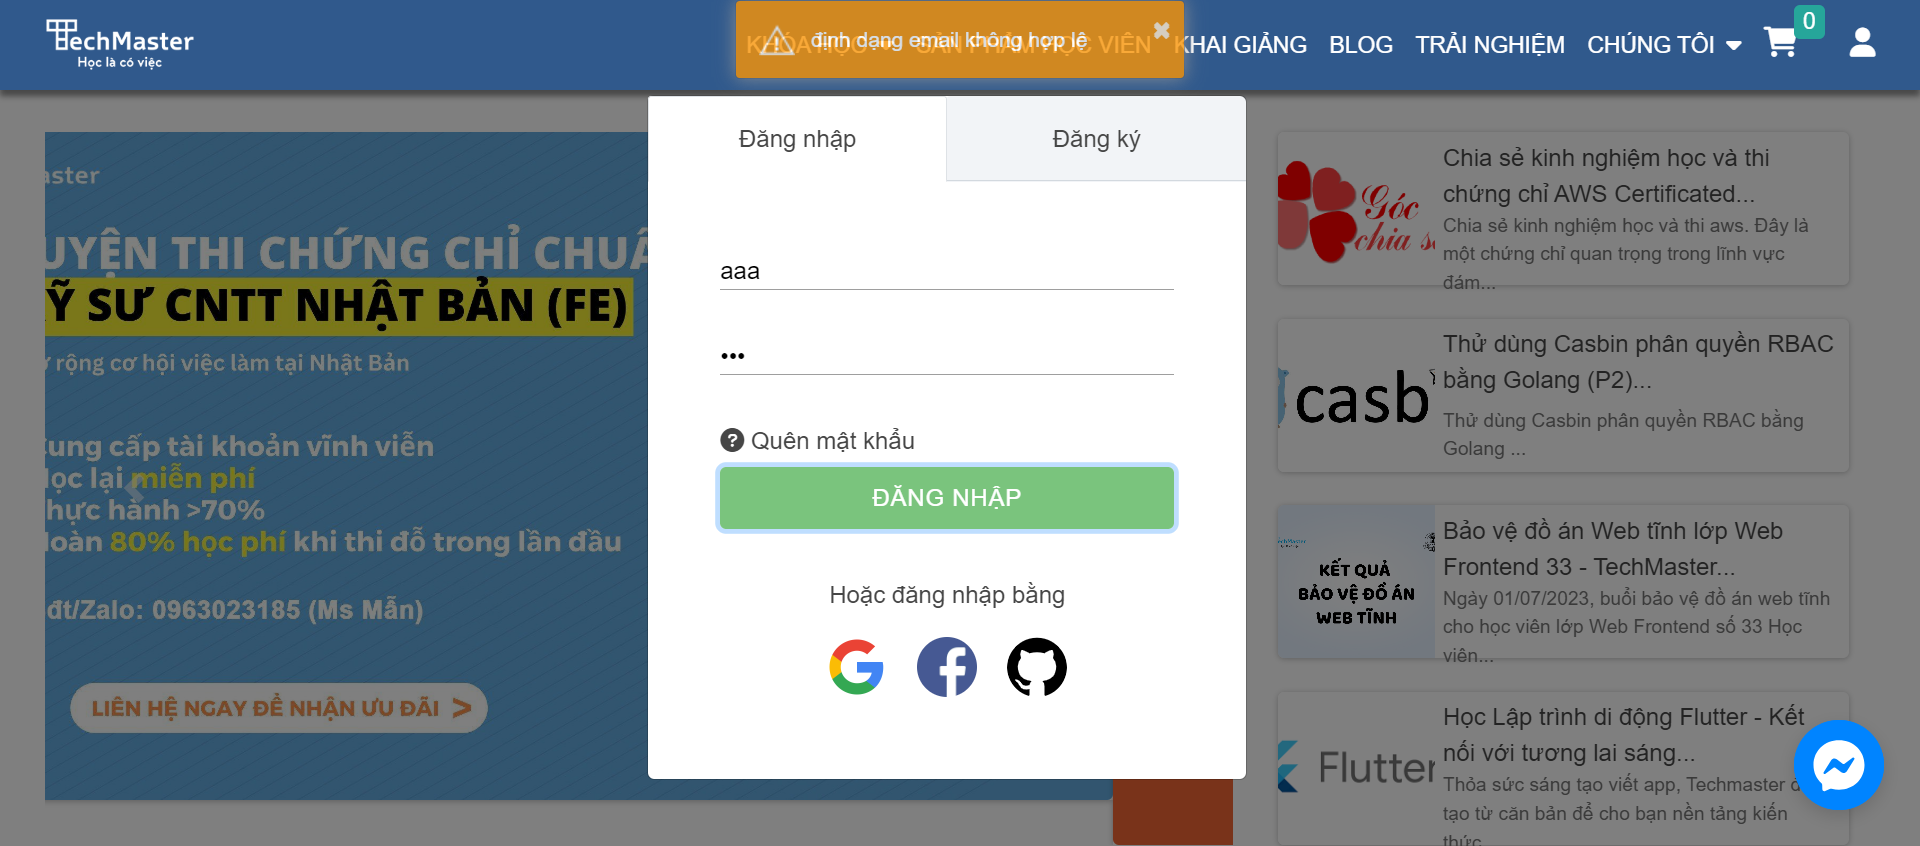 TechMaster
Học là có việc
KHÓA HỌC SẢN PHẨM HỌC VIÊN KHAI GIẢNG BLOG TRẢI NGHIỆM CHÚNG TÔI
0
định dạng email không hợp lệ
×
Đăng nhập
Đăng ký
aaa
•••
? Quên mật khẩu
ĐĂNG NHẬP
Hoặc đăng nhập bằng
aster
UYỆN THI CHỨNG CHỈ CHUẨ
Ỹ SƯ CNTT NHẬT BẢN (FE)
rộng cơ hội việc làm tại Nhật Bản
ung cấp tài khoản vĩnh viễn
ọc lại miễn phí
hực hành >70%
oàn 80% học phí khi thi đỗ trong lần đầu
đt/Zalo: 0963023185 (Ms Mẫn)
LIÊN HỆ NGAY ĐỂ NHẬN ƯU ĐÃI >
Góc
chia s
Chia sẻ kinh nghiệm học và thi
chứng chỉ AWS Certificated...
Chia sẻ kinh nghiệm học và thi aws. Đây là
một chứng chỉ quan trọng trong lĩnh vực
đám...
casb
Thử dùng Casbin phân quyền RBAC
bằng Golang (P2)...
Thử dùng Casbin phân quyền RBAC bằng
Golang ...
TechMaster
KẾT QUẢ
BẢO VỆ ĐỒ ÁN
WEB TĨNH
Bảo vệ đồ án Web tĩnh lớp Web
Frontend 33 - TechMaster...
Ngày 01/07/2023, buổi bảo vệ đồ án web tĩnh
cho học viên lớp Web Frontend số 33 Học
viên...
Flutter
Học Lập trình di động Flutter - Kết
nối với tương lai sáng...
Thỏa sức sáng tạo viết app, Techmaster đ
tạo từ căn bản để cho bạn nền tảng kiến
thức